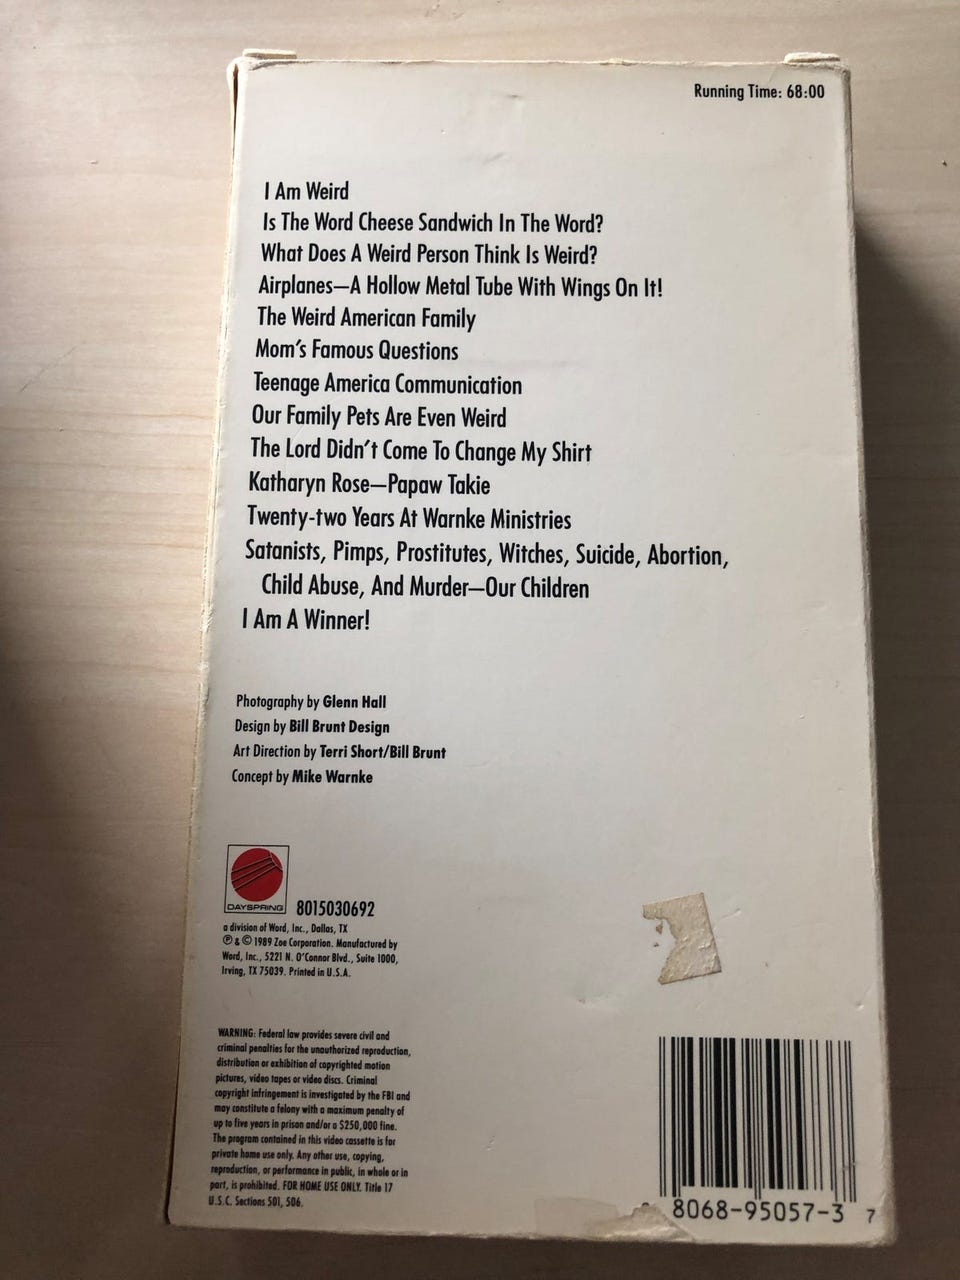 Running Time: 68:00
I Am Weird
Is The Word Cheese Sandwich In The Word?
What Does A Weird Person Think Is Weird?
Airplanes—A Hollow Metal Tube With Wings On It!
The Weird American Family
Mom's Famous Questions
Teenage America Communication
Our Family Pets Are Even Weird
The Lord Didn't Come To Change My Shirt
Katharyn Rose—Papaw Takie
Twenty-two Years At Warnke Ministries
Satanists, Pimps, Prostitutes, Witches, Suicide, Abortion,
Child Abuse, And Murder—Our Children
I Am A Winner!
Photography by Glenn Hall
Design by Bill Brunt Design
Art Direction by Terri Short/Bill Brunt
Concept by Mike Warnke
DAYSPRING 8015030692
a division of Word, Inc., Dallas, TX
℗ & © 1989 Zoe Corporation. Manufactured by
Word, Inc., 5221 N. O'Connor Blvd., Suite 1000,
Irving, TX 75039. Printed in U.S.A.
WARNING: Federal law provides severe civil and
criminal penalties for the unauthorized reproduction,
distribution or exhibition of copyrighted motion
pictures, video tapes or video discs. Criminal
copyright infringement is investigated by the FBI and
may constitute a felony with a maximum penalty of
up to five years in prison and/or a $250,000 fine.
The program contained in this video cassette is for
private home use only. Any other use, copying,
reproduction, or performance in public, in whole or in
part, is prohibited. FOR HOME USE ONLY. Title 17
U.S.C. Sections 501, 506.
8068-95057-3 7